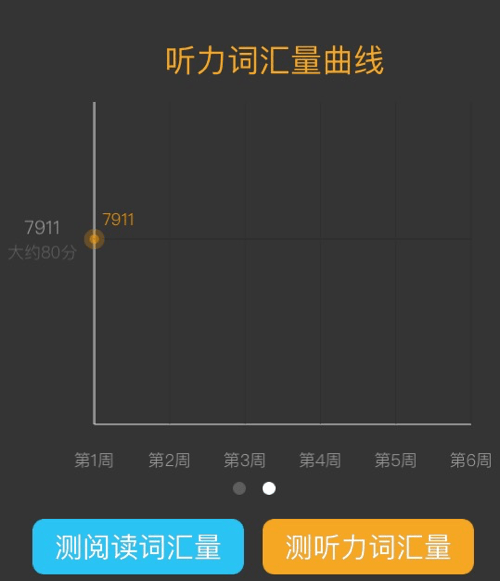 听力词汇量曲线
7911
7911
大约80分
第1周 第2周 第3周 第4周 第5周 第6周
测阅读词汇量 测听力词汇量